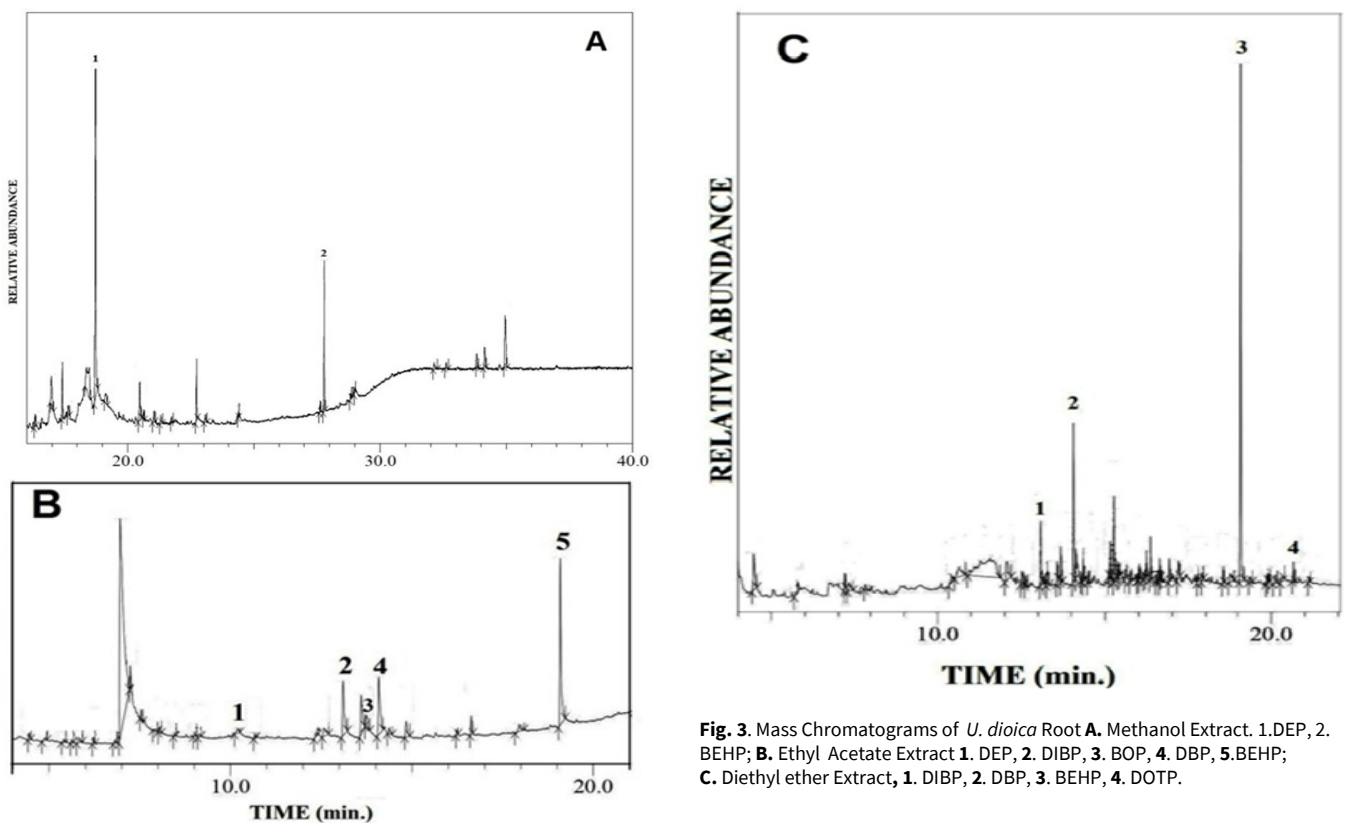 A
1
2
RELATIVE ABUNDANCE
20.0 30.0 40.0
B
1
2
3
4
5
10.0 20.0
TIME (min.)
C
3
2
1
4
RELATIVE ABUNDANCE
10.0 20.0
TIME (min.)
Fig. 3. Mass Chromatograms of U. dioica Root A. Methanol Extract. 1.DEP, 2.
BEHP; B. Ethyl Acetate Extract 1. DEP, 2. DIBP, 3. BOP, 4. DBP, 5.BEHP;
C. Diethyl ether Extract, 1. DIBP, 2. DBP, 3. BEHP, 4. DOTP.